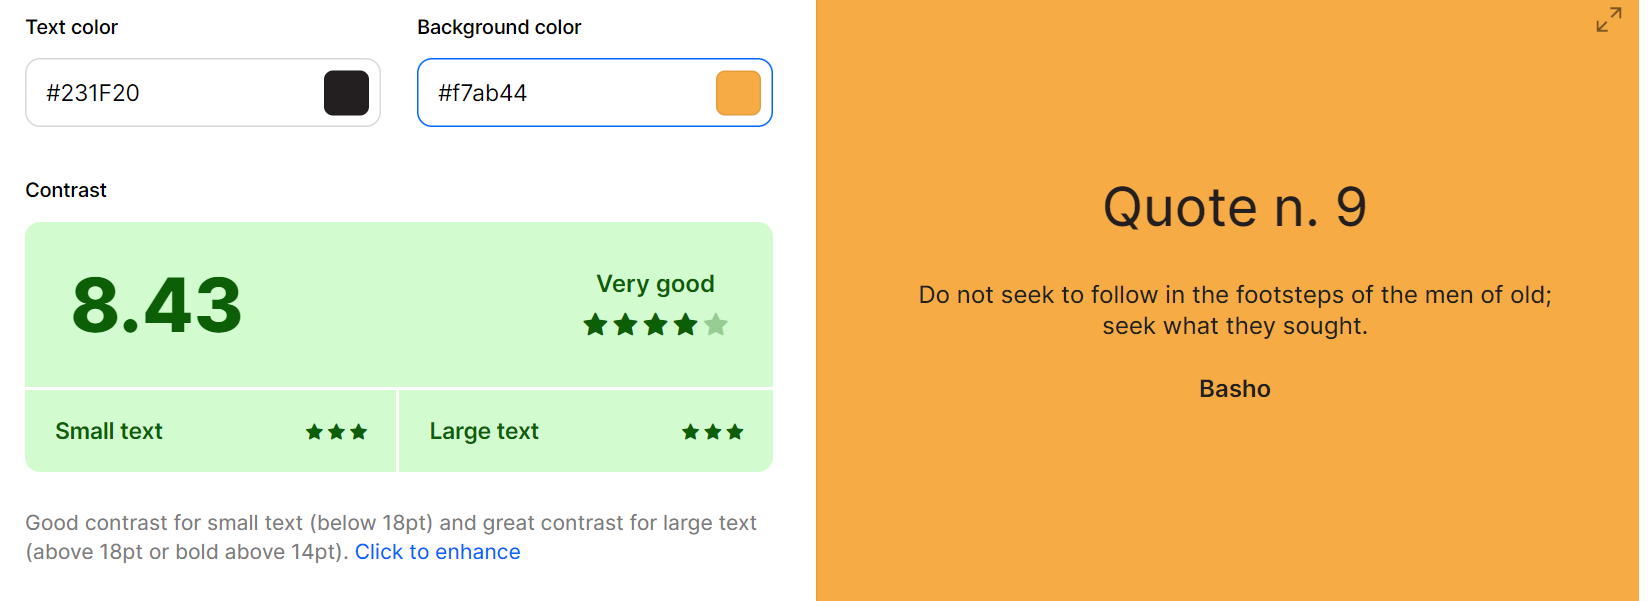 Text color
Background color
#231F20
#f7ab44
Contrast
8.43
Very good
Small text
Large text
Good contrast for small text (below 18pt) and great contrast for large text
(above 18pt or bold above 14pt). Click to enhance
Quote n. 9
Do not seek to follow in the footsteps of the men of old;
seek what they sought.
Basho